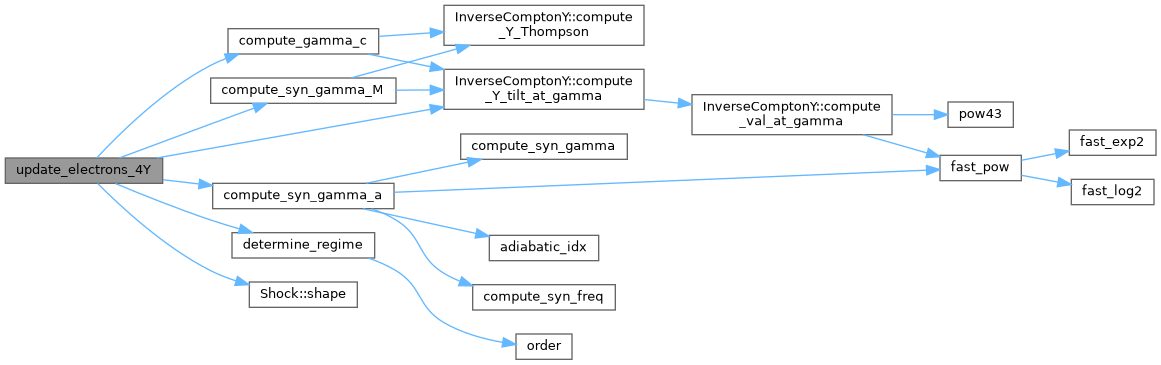 update_electrons_4Y
compute_gamma_c
compute_syn_gamma_M
compute_syn_gamma_a
determine_regime
Shock::shape
InverseComptonY::compute
_Y_Thompson
InverseComptonY::compute
_Y_tilt_at_gamma
compute_syn_gamma
adiabatic_idx
compute_syn_freq
order
InverseComptonY::compute
_val_at_gamma
pow43
fast_pow
fast_exp2
fast_log2